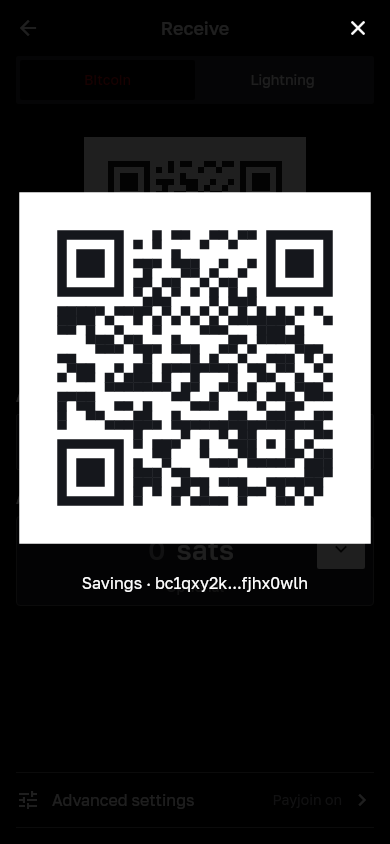 Receive
Bitcoin
Lightning
0 sats
Savings · bc1qxy2k...fjhx0wlh
Advanced settings
Payjoin on